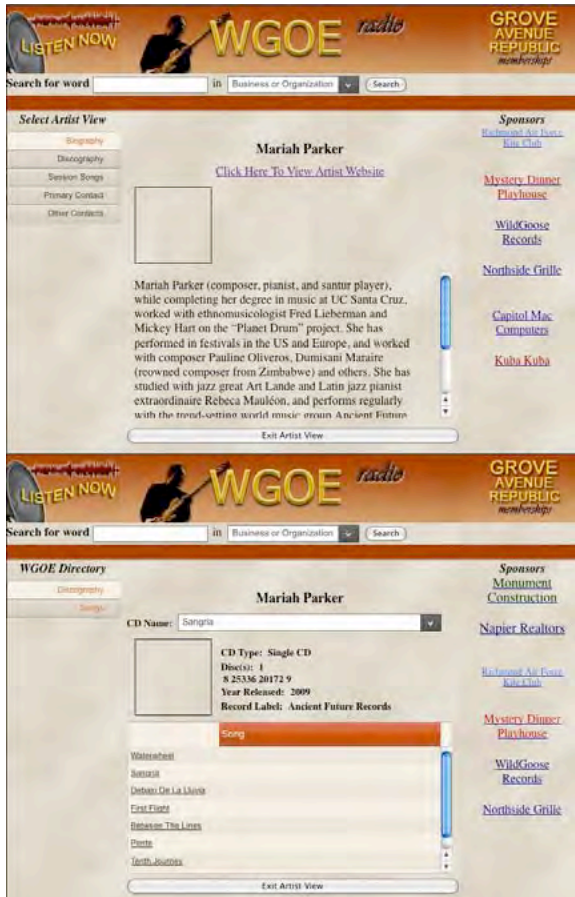 LISTEN NOW
WGOE radio
GROVE
AVENUE
REPUBLIC
memberships
Search for word in Business or Organization Search
Select Artist View
Biography
Discography
Session Songs
Primary Contact
Other Contacts
Mariah Parker
Click Here To View Artist Website
Mariah Parker (composer, pianist, and santur player),
while completing her degree in music at UC Santa Cruz,
worked with ethnomusicologist Fred Lieberman and
Mickey Hart on the “Planet Drum” project. She has
performed in festivals in the US and Europe, and worked
with composer Pauline Oliveros, Dumisani Maraire
(reowned composer from Zimbabwe) and others. She has
studied with jazz great Art Lande and Latin jazz pianist
extraordinaire Rebeca Mauleón, and performs regularly
with the trend-setting world music group Ancient Future
Exit Artist View
Sponsors
Richmond Air Force
Kite Club
Mystery Dinner
Playhouse
WildGoose
Records
Northside Grille
Capitol Mac
Computers
Kuba Kuba
LISTEN NOW
WGOE radio
GROVE
AVENUE
REPUBLIC
memberships
Search for word in Business or Organization Search
WGOE Directory
Discography
Songs
Mariah Parker
CD Name: Sangria
CD Type: Single CD
Disc(s): 1
8 25336 20172 9
Year Released: 2009
Record Label: Ancient Future Records
Song
Waterwheel
Sangria
Debajo De La Lluvia
First Flight
Between The Lines
Ponte
Tenth Journey
Exit Artist View
Sponsors
Monument
Construction
Napier Realtors
Richmond Air Force
Kite Club
Mystery Dinner
Playhouse
WildGoose
Records
Northside Grille